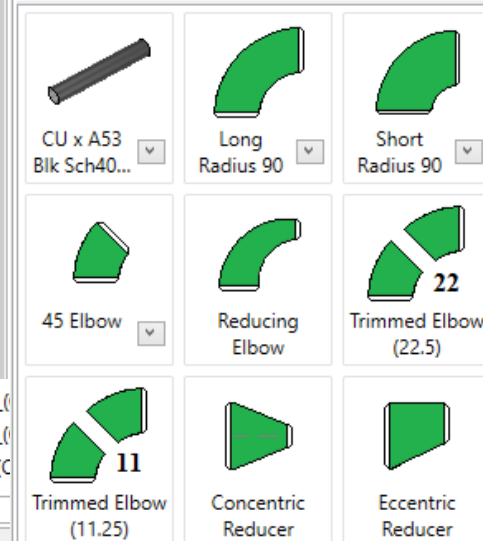 CU x A53
Blk Sch40...
Long
Radius 90
Short
Radius 90
45 Elbow
Reducing
Elbow
22
Trimmed Elbow
(22.5)
11
Trimmed Elbow
(11.25)
Concentric
Reducer
Eccentric
Reducer